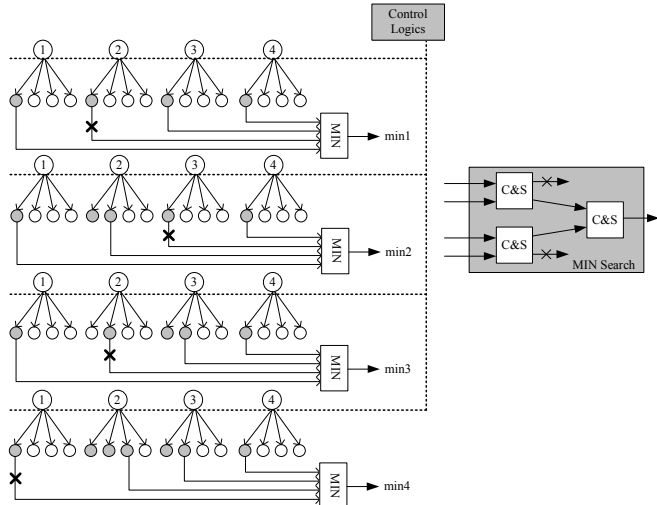 Control
Logics
1 2 3 4
MIN
min1
1 2 3 4
MIN
min2
C&S
C&S
C&S
MIN Search
1 2 3 4
MIN
min3
1 2 3 4
MIN
min4